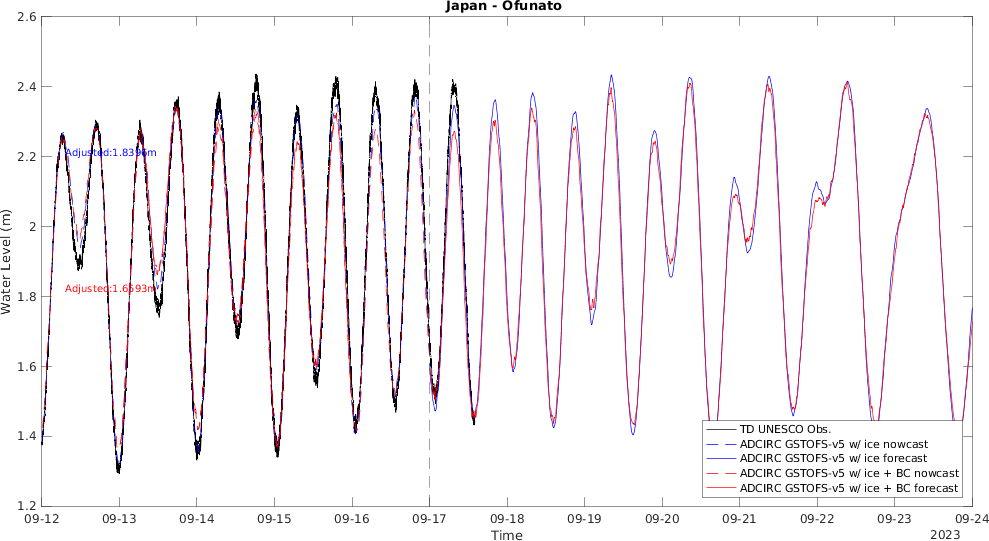 Japan - Ofunato
2.6
2.4
2.2
2
1.8
1.6
1.4
1.2
Water Level (m)
Adjusted:1.8396m
Adjusted:1.6593m
TD UNESCO Obs.
ADCIRC GSTOFS-v5 w/ ice nowcast
ADCIRC GSTOFS-v5 w/ ice forecast
ADCIRC GSTOFS-v5 w/ ice + BC nowcast
ADCIRC GSTOFS-v5 w/ ice + BC forecast
09-12 09-13 09-14 09-15 09-16 09-17 09-18 09-19 09-20 09-21 09-22 09-23 09-24
Time
2023